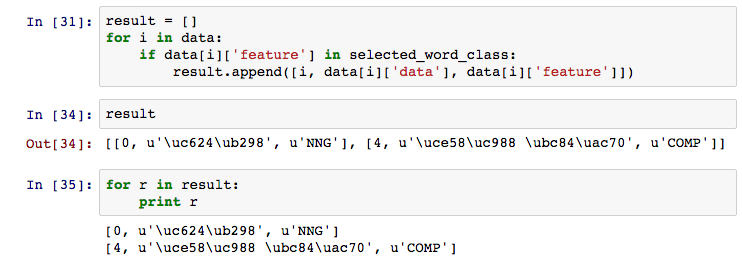 In [31]: result = []
for i in data:
    if data[i]['feature'] in selected_word_class:
        result.append([i, data[i]['data'], data[i]['feature']])
In [34]: result
Out[34]: [[0, u'\uc624\ub298', u'NNG'], [4, u'\uce58\uc988 \ubc84\uac70', u'COMP']]
In [35]: for r in result:
    print r
[0, u'\uc624\ub298', u'NNG']
[4, u'\uce58\uc988 \ubc84\uac70', u'COMP']